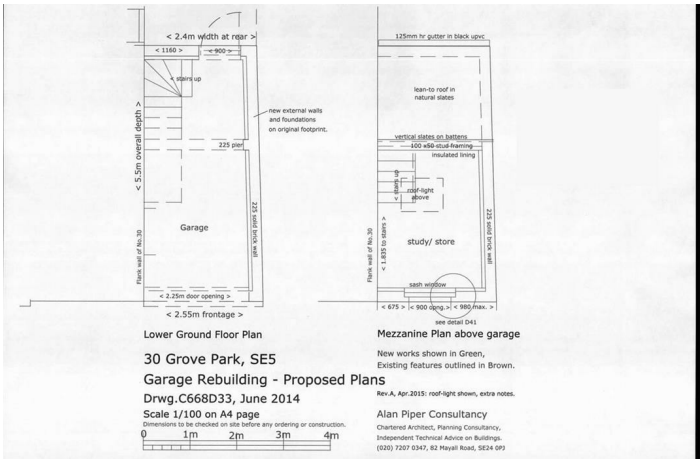 < 2.4m width at rear >
< 1160 >
< 900 >
< stairs up
< 5.5m overall depth >
new external walls
and foundations
on original footprint.
225 pier
Garage
225 solid brick wall
Flank wall of No.30
< 2.25m door opening >
< 2.55m frontage >
Lower Ground Floor Plan
125mm hr gutter in black upvc
lean-to roof in
natural slates
vertical slates on battens
100 x50 stud framing
insulated lining
< stairs up
roof-light
above
225 solid brick wall
Flank wall of No.30
< 1.835 to stairs >
study/ store
sash window
< 675 >
< 900 opng. >
< 980 max. >
see detail D41
Mezzanine Plan above garage
New works shown in Green,
Existing features outlined in Brown.
30 Grove Park, SE5
Garage Rebuilding - Proposed Plans
Drwg.C668D33, June 2014
Scale 1/100 on A4 page
Dimensions to be checked on site before any ordering or construction.
0 1m 2m 3m 4m
Rev.A, Apr.2015: roof-light shown, extra notes.
Alan Piper Consultancy
Chartered Architect, Planning Consultancy,
Independent Technical Advice on Buildings.
(020) 7207 0347, 82 Mayall Road, SE24 0PJ